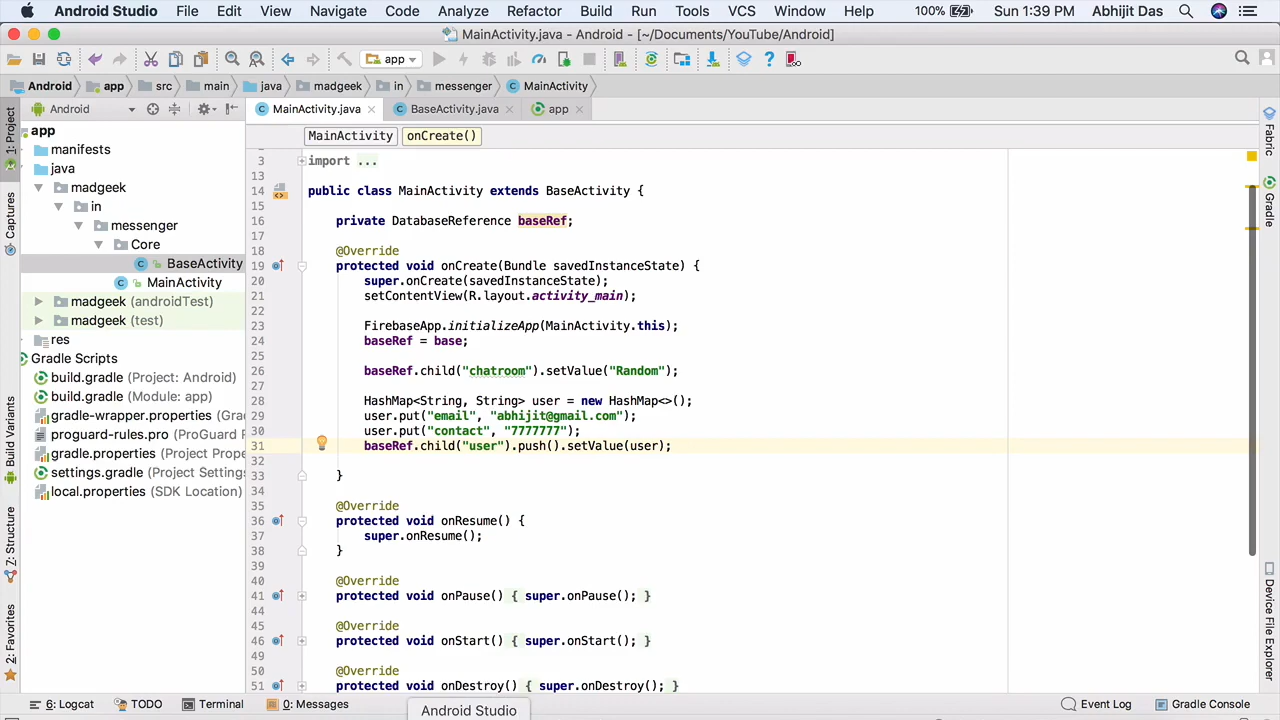 Android Studio File Edit View Navigate Code Analyze Refactor Build Run Tools VCS Window Help 100% Sun 1:39 PM Abhijit Das
MainActivity.java - Android - [~/Documents/YouTube/Android]
app
Android app src main java madgeek in messenger MainActivity
Android MainActivity.java BaseActivity.java app
MainActivity onCreate()
1: Project
Captures
Build Variants
7: Structure
2: Favorites
app
manifests
java
madgeek
in
messenger
Core
BaseActivity
MainActivity
madgeek (androidTest)
madgeek (test)
res
Gradle Scripts
build.gradle (Project: Android)
build.gradle (Module: app)
gradle-wrapper.properties (Gra
proguard-rules.pro (ProGuard F
gradle.properties (Project Prope
settings.gradle (Project Setting
local.properties (SDK Location)
3 import ...
13
14 public class MainActivity extends BaseActivity {
15
16 private DatabaseReference baseRef;
17
18 @Override
19 protected void onCreate(Bundle savedInstanceState) {
20 super.onCreate(savedInstanceState);
21 setContentView(R.layout.activity_main);
22
23 FirebaseApp.initializeApp(MainActivity.this);
24 baseRef = base;
25
26 baseRef.child("chatroom").setValue("Random");
27
28 HashMap<String, String> user = new HashMap<>();
29 user.put("email", "abhijit@gmail.com");
30 user.put("contact", "7777777");
31 baseRef.child("user").push().setValue(user);
32
33 }
34
35 @Override
36 protected void onResume() {
37 super.onResume();
38 }
39
40 @Override
41 protected void onPause() { super.onPause(); }
44
45 @Override
46 protected void onStart() { super.onStart(); }
49
50 @Override
51 protected void onDestroy() { super.onDestroy(); }
Fabric
Gradle
Device File Explorer
6: Logcat TODO Terminal 0: Messages Event Log Gradle Console
Android Studio